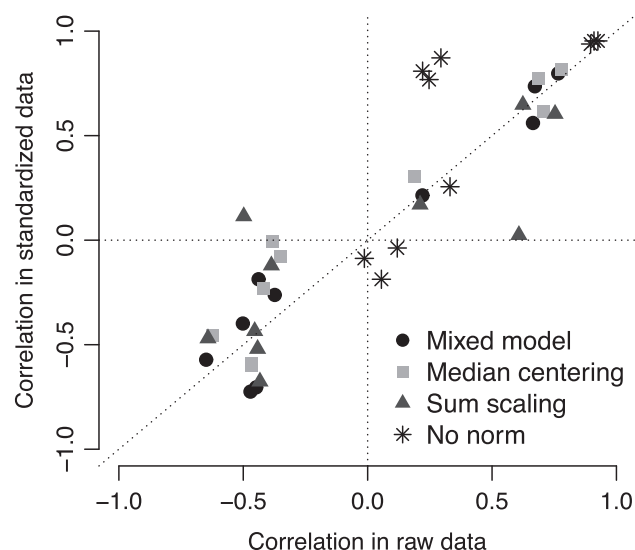 1.0
0.5
0.0
−0.5
−1.0
Correlation in standardized data
Mixed model
Median centering
Sum scaling
No norm
−1.0 −0.5 0.0 0.5 1.0
Correlation in raw data